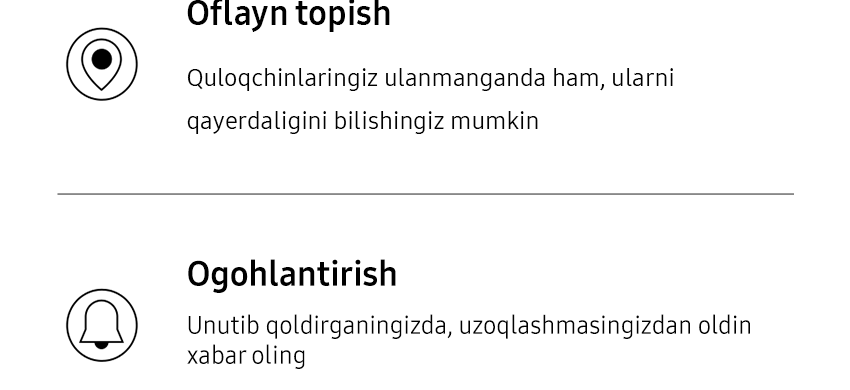 Oflayn topish
Quloqchinlaringiz ulanmanganda ham, ularni
qayerdaligini bilishingiz mumkin
Ogohlantirish
Unutib qoldirganingizda, uzoqlashmasingizdan oldin
xabar oling